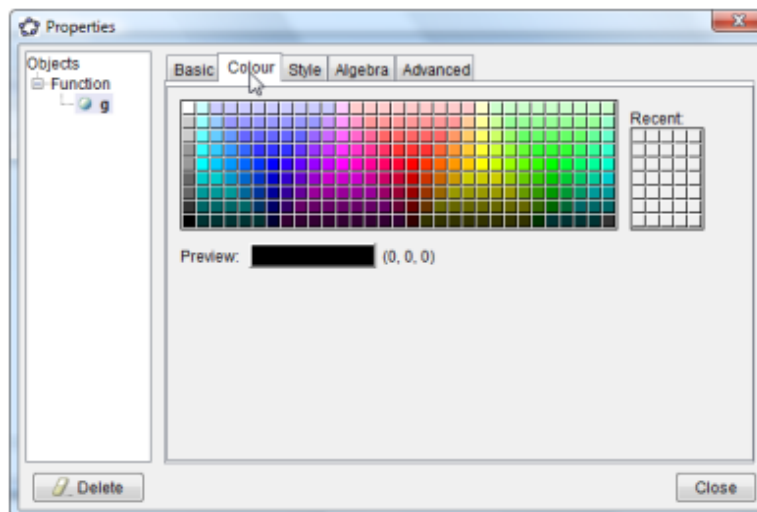 Properties
Objects
Function
g
Basic Colour Style Algebra Advanced
Recent:
Preview: (0, 0, 0)
Delete
Close